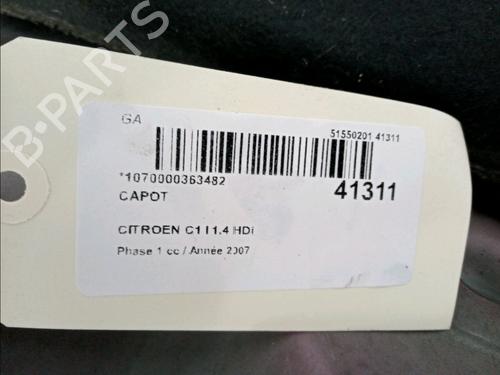 B-PARTS
GA
51550201 41311
*1070000363482
41311
CAPOT
CITROEN C1 I 1.4 HDi
Phase 1 cc / Année 2007